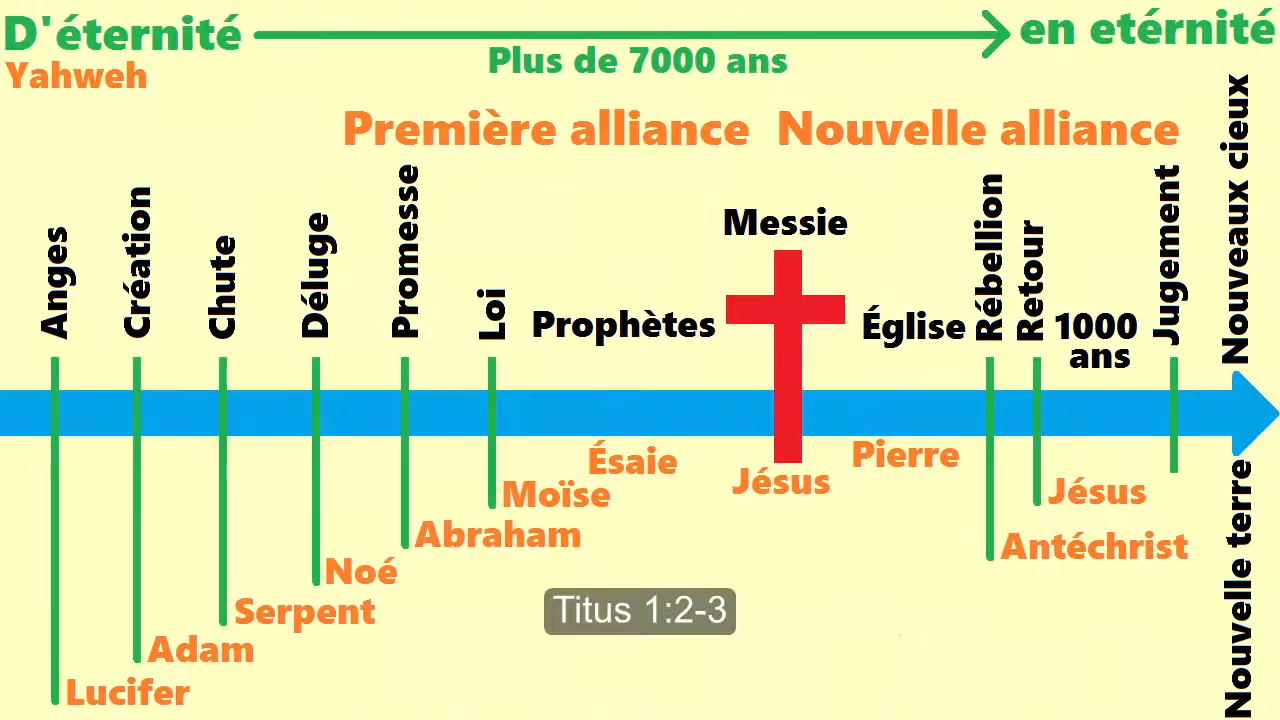 D'éternité
en etérnité
Plus de 7000 ans
Yahweh
Première alliance
Nouvelle alliance
Anges
Création
Chute
Déluge
Promesse
Loi
Prophètes
Messie
Église
Rébellion
Retour
1000
ans
Jugement
Nouveaux cieux
Ésaie
Jésus
Pierre
Moïse
Jésus
Abraham
Antéchrist
Noé
Serpent
Adam
Lucifer
Nouvelle terre
Titus 1:2-3